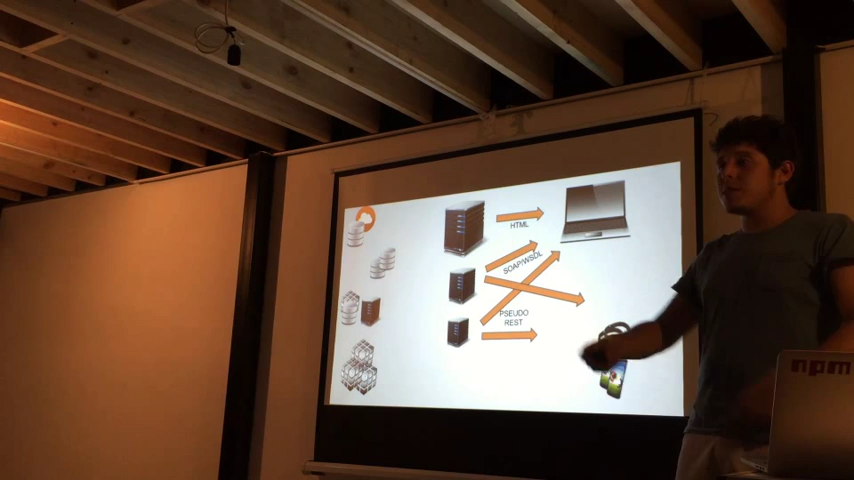 HTML
SOAP/WSDL
PSEUDO
REST
npm